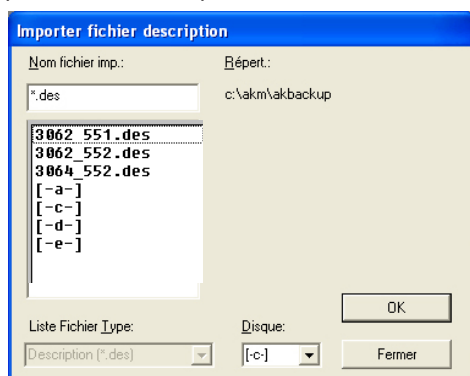 Importer fichier description
Nom fichier imp.:
Répert.:
*.des
c:\akm\akbackup
3062_551.des
3062_552.des
3064_552.des
[-a-]
[-c-]
[-d-]
[-e-]
OK
Liste Fichier Type:
Disque:
Description (*.des)
[-c-]
Fermer